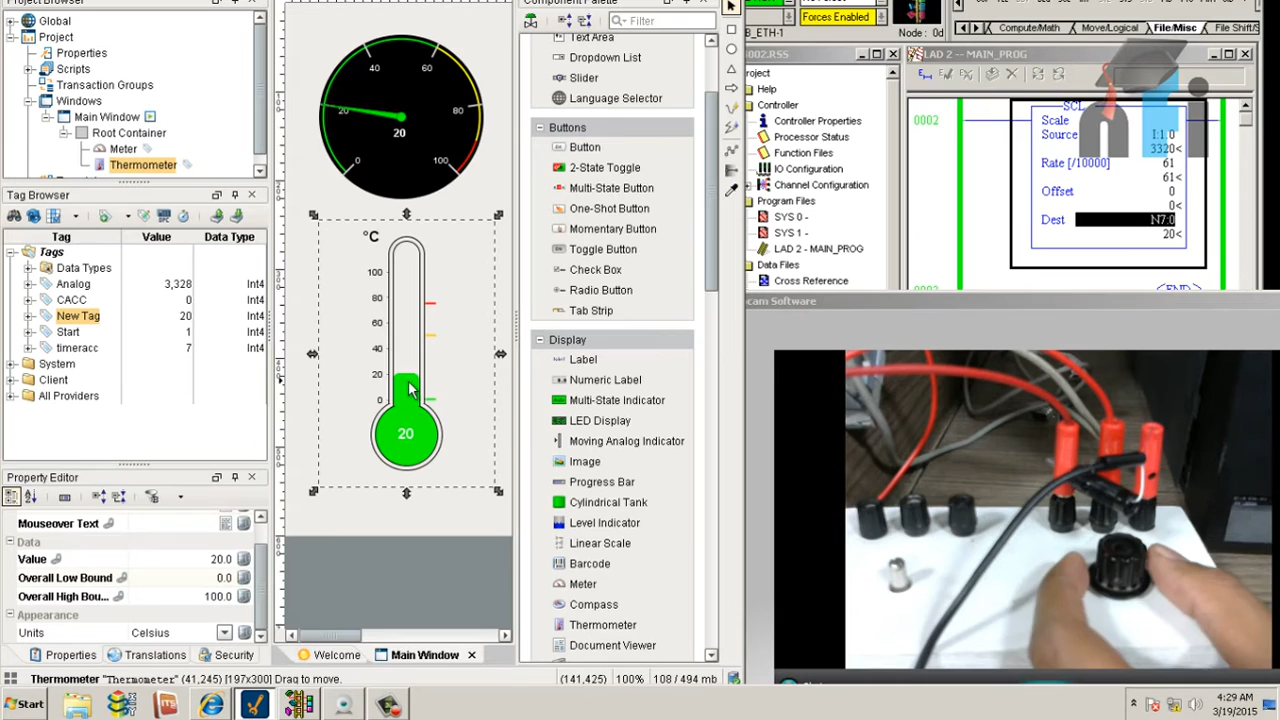 Project Browser
Global
Project
Properties
Scripts
Transaction Groups
Windows
Main Window
Root Container
Meter
Thermometer
Tag Browser
Tag Value Data Type
Tags
Data Types
Analog 3,328 Int4
CACC 0 Int4
New Tag 20 Int4
Start 1 Int4
timeracc 7 Int4
System
Client
All Providers
Property Editor
Mouseover Text
Data
Value 20.0
Overall Low Bound 0.0
Overall High Bou... 100.0
Appearance
Units Celsius
Properties Translations Security
0 20 40 60 80 100
20
°C
100
80
60
40
20
0
20
Welcome Main Window
Component Palette
Filter
Text Area
Dropdown List
Slider
Language Selector
Buttons
Button
2-State Toggle
Multi-State Button
One-Shot Button
Momentary Button
Toggle Button
Check Box
Radio Button
Tab Strip
Display
Label
Numeric Label
Multi-State Indicator
LED Display
Moving Analog Indicator
Image
Progress Bar
Cylindrical Tank
Level Indicator
Linear Scale
Barcode
Meter
Compass
Thermometer
Document Viewer
Thermometer "Thermometer" (41,245) [197x300] Drag to move.
(141,425) 100% 108 / 494 mb
Forces Enabled
B_ETH-1 Node: 0d
Compute/Math Move/Logical File/Misc File Shift/S
002.RSS
roject
Help
Controller
Controller Properties
Processor Status
Function Files
IO Configuration
Channel Configuration
Program Files
SYS 0 -
SYS 1 -
LAD 2 - MAIN_PROG
Data Files
Cross Reference
LAD 2 -- MAIN_PROG
0002
SCL
Scale
Source I:1.0
3320<
Rate [/10000] 61
61<
Offset 0
0<
Dest N7:0
20<
<END>
cam Software
Start
4:29 AM
3/19/2015